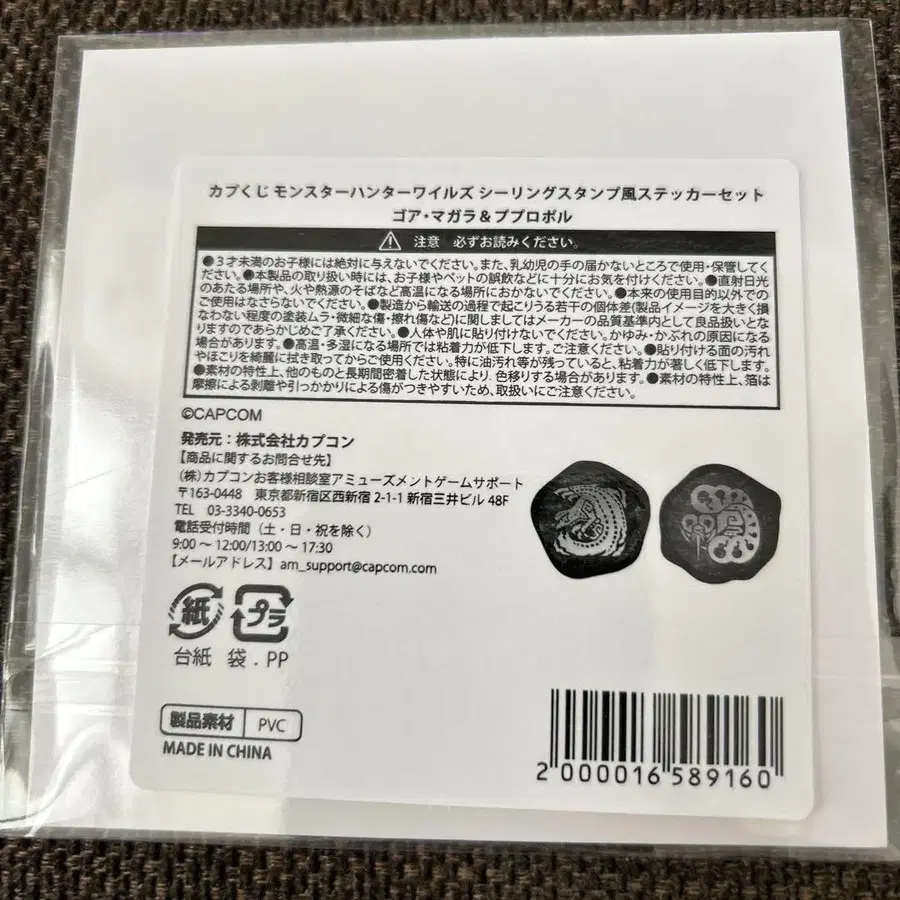 カプくじ モンスターハンターワイルズ シーリングスタンプ風ステッカーセット
ゴア・マガラ＆ププロポル
注意 必ずお読みください。
●3才未満のお子様には絶対に与えないでください。また、乳幼児の手の届かないところで使用・保管してく
ださい。●本製品の取り扱い時には、お子様やペットの誤飲などに十分にお気を付けください。●直射日光
のあたる場所や、火や熱源のそばなど高温になる場所におかないでください。●本来の使用目的以外での
ご使用はなさらないでください。●製造から輸送の過程で起こりうる若干の個体差(製品イメージを大きく損
なわない程度の塗装ムラ・微細な傷・擦れ傷など)に関しましてはメーカーの品質基準内として良品扱いとな
りますのであらかじめご了承ください。●人体や肌に貼り付けないでください。かゆみ・かぶれの原因になる
場合があります。●高温・多湿になる場所では粘着力が低下します。ご注意ください。●貼り付ける面の汚れ
やほこりを綺麗に拭き取ってからご使用ください。特に油汚れ等が残っていると、粘着力が著しく低下します。
●素材の特性上、他のものと長期間密着した状態により、色移りする場合があります。●素材の特性上、箔は
摩擦による剥離や引っかかりによる傷がつきやすいため、取扱いにご注意ください。
©CAPCOM
発売元：株式会社カプコン
【商品に関するお問合せ先】
(株)カプコンお客様相談室アミューズメントゲームサポート
〒163-0448 東京都新宿区西新宿 2-1-1 新宿三井ビル 48F
TEL 03-3340-0653
電話受付時間（土・日・祝を除く）
9:00 〜 12:00/13:00 〜 17:30
【メールアドレス】am_support@capcom.com
紙 プラ
台紙 袋．PP
製品素材 PVC
MADE IN CHINA
2 000016 589160